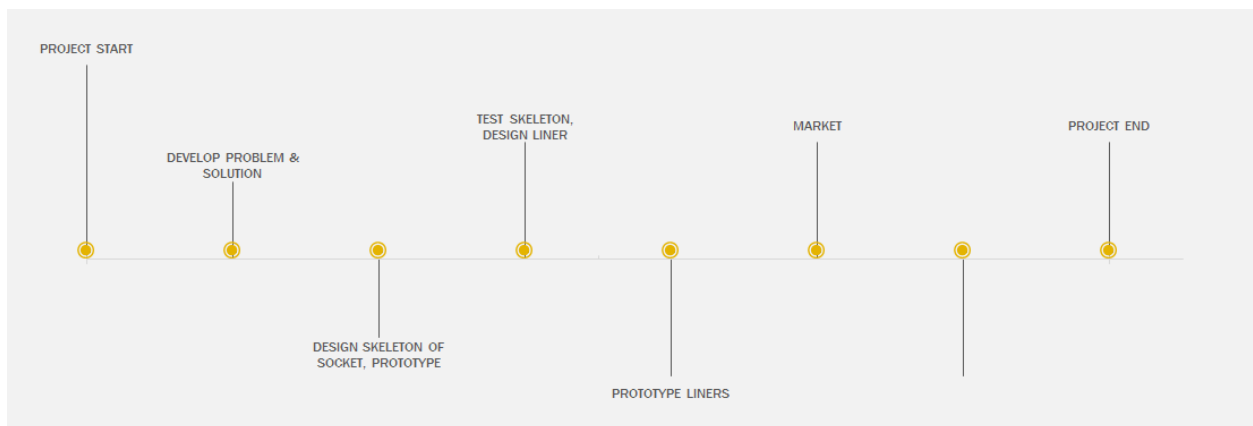 PROJECT START
DEVELOP PROBLEM &
SOLUTION
DESIGN SKELETON OF
SOCKET, PROTOTYPE
TEST SKELETON,
DESIGN LINER
PROTOTYPE LINERS
MARKET
PROJECT END